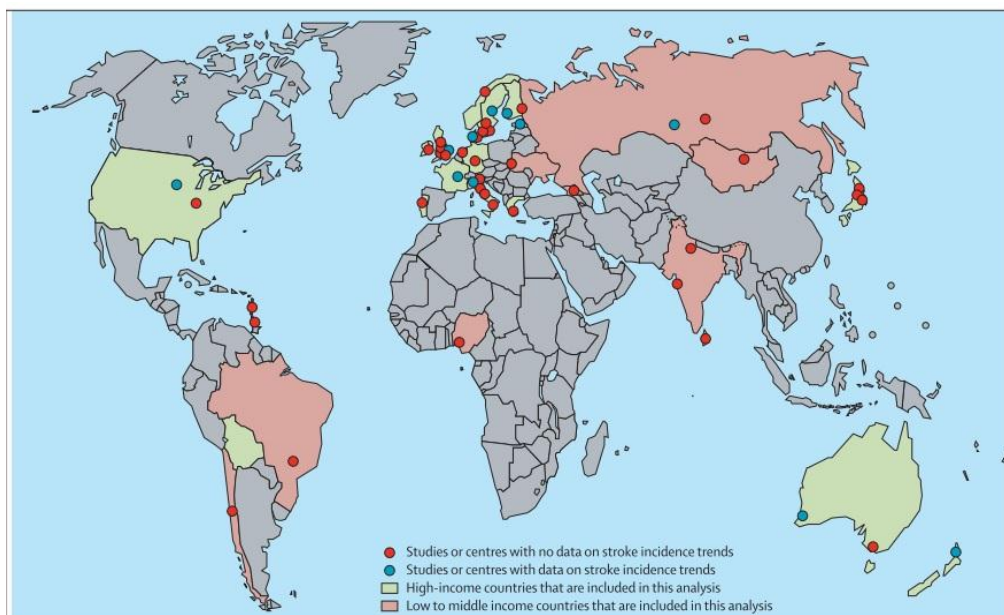 Studies or centres with no data on stroke incidence trends
Studies or centres with data on stroke incidence trends
High-income countries that are included in this analysis
Low to middle income countries that are included in this analysis